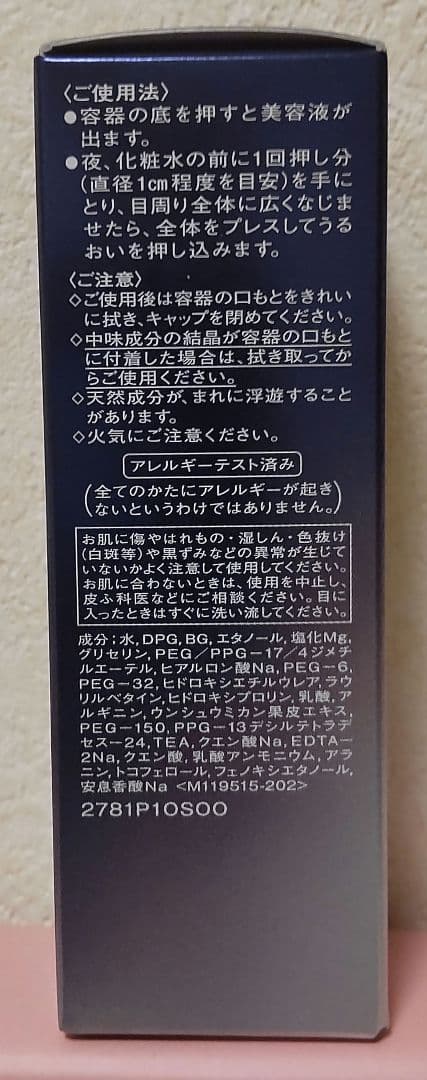 〈ご使用法〉
●容器の底を押すと美容液が
出ます。
●夜、化粧水の前に1回押し分
(直径1cm程度を目安)を手に
とり、目周り全体に広くなじま
せたら、全体をプレスしてうる
おいを押し込みます。
〈ご注意〉
◇ご使用後は容器の口もとをきれい
に拭き、キャップを閉めてください。
◇中味成分の結晶が容器の口もと
に付着した場合は、拭き取ってか
らご使用ください。
◇天然成分が、まれに浮遊すること
があります。
◇火気にご注意ください。
アレルギーテスト済み
(全てのかたにアレルギーが起き
ないというわけではありません。)
お肌に傷やはれもの・湿しん・色抜け
(白斑等)や黒ずみなどの異常が生じて
いないかよく注意して使用してください。
お肌に合わないときは、使用を中止し、
皮ふ科医などにご相談ください。目に
入ったときはすぐに洗い流してください。
成分：水,DPG,BG,エタノール,塩化Mg,
グリセリン,PEG/PPG-17/4ジメチ
ルエーテル,ヒアルロン酸Na,PEG-6,
PEG-32,ヒドロキシエチルウレア,ラウ
リルベタイン,ヒドロキシプロリン,乳酸,ア
ルギニン,ウンシュウミカン果皮エキス,
PEG-150,PPG-13デシルテトラデ
セス-24,TEA,クエン酸Na,EDTA-
2Na,クエン酸,乳酸アンモニウム,アラ
ニン,トコフェロール,フェノキシエタノール,
安息香酸Na <M119515-202>
2781P10SOO